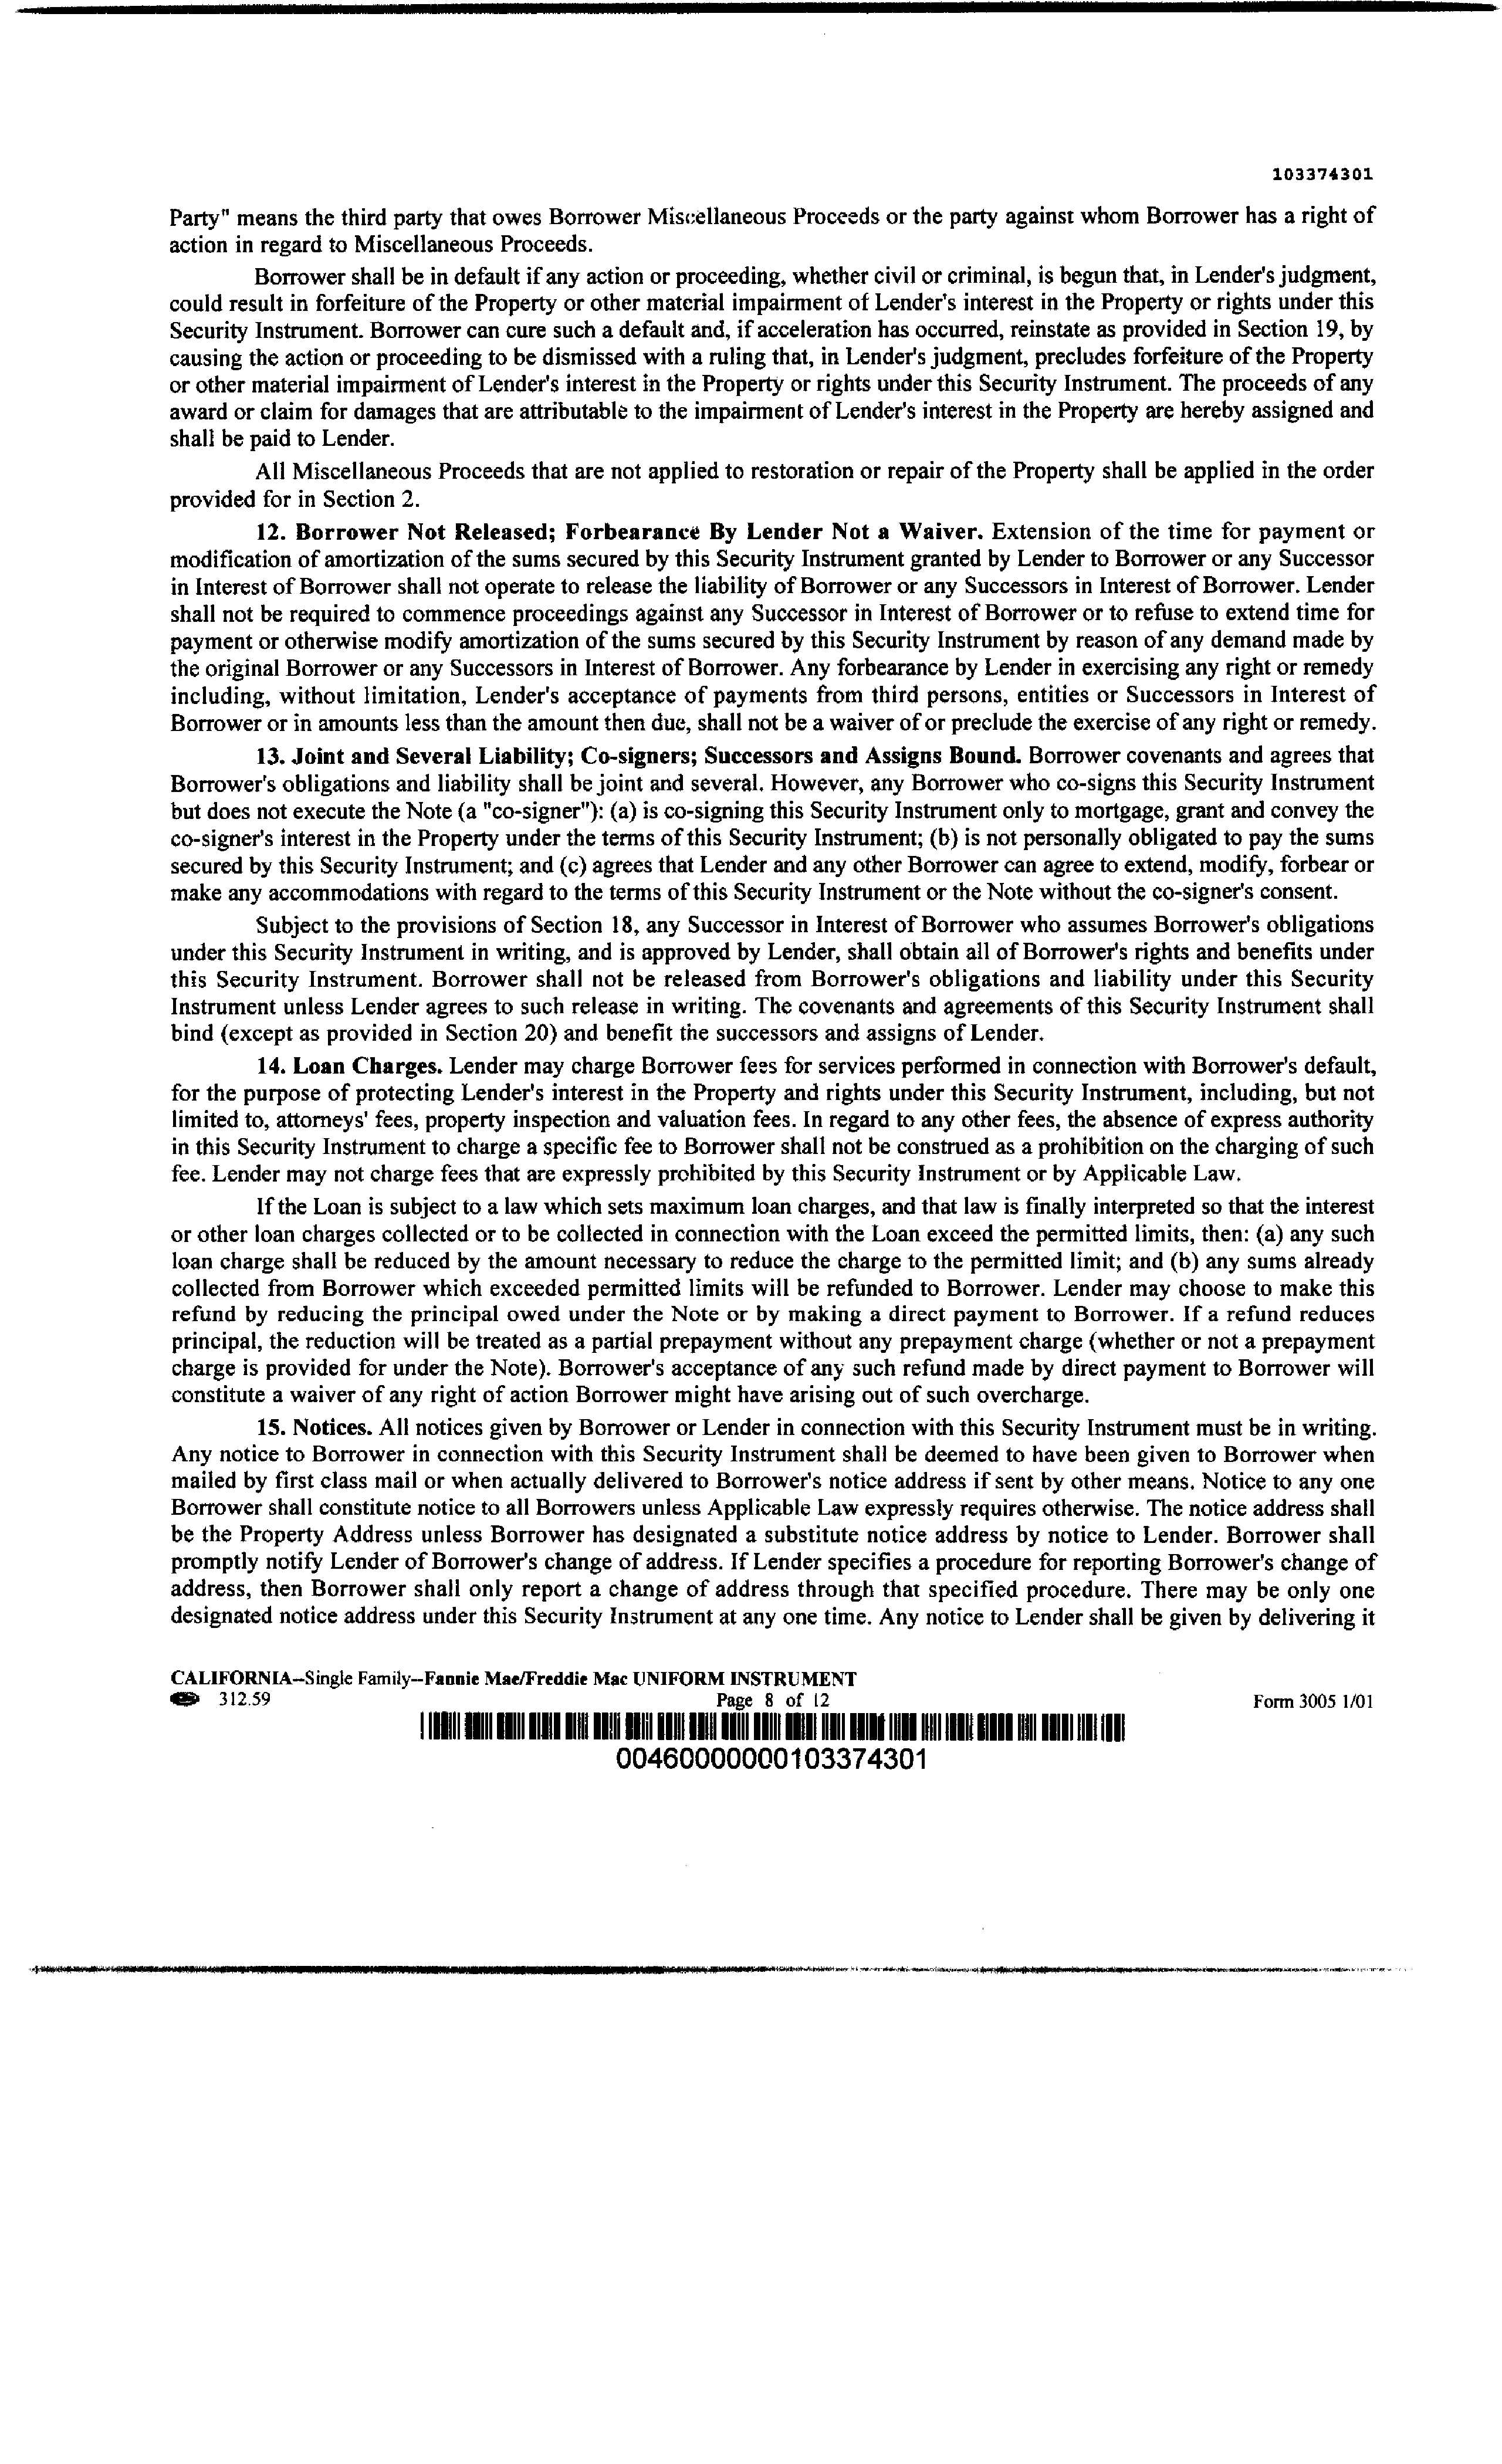 103374301
Party" means the third party that owes Borrower Miscellaneous Proceeds or the party against whom Borrower has a right of
action in regard to Miscellaneous Proceeds.
Borrower shall be in default if any action or proceeding, whether civil or criminal, is begun that, in Lender's judgment,
could result in forfeiture of the Property or other material impairment of Lender's interest in the Property or rights under this
Security Instrument. Borrower can cure such a default and, if acceleration has occurred, reinstate as provided in Section 19, by
causing the action or proceeding to be dismissed with a ruling that, in Lender's judgment, precludes forfeiture of the Property
or other material impairment of Lender's interest in the Property or rights under this Security Instrument. The proceeds of any
award or claim for damages that are attributable to the impairment of Lender's interest in the Property are hereby assigned and
shall be paid to Lender.
All Miscellaneous Proceeds that are not applied to restoration or repair of the Property shall be applied in the order
provided for in Section 2.
12. Borrower Not Released; Forbearance By Lender Not a Waiver. Extension of the time for payment or
modification of amortization of the sums secured by this Security Instrument granted by Lender to Borrower or any Successor
in Interest of Borrower shall not operate to release the liability of Borrower or any Successors in Interest of Borrower. Lender
shall not be required to commence proceedings against any Successor in Interest of Borrower or to refuse to extend time for
payment or otherwise modify amortization of the sums secured by this Security Instrument by reason of any demand made by
the original Borrower or any Successors in Interest of Borrower. Any forbearance by Lender in exercising any right or remedy
including, without limitation, Lender's acceptance of payments from third persons, entities or Successors in Interest of
Borrower or in amounts less than the amount then due, shall not be a waiver of or preclude the exercise of any right or remedy.
13. Joint and Several Liability; Co-signers; Successors and Assigns Bound. Borrower covenants and agrees that
Borrower's obligations and liability shall be joint and several. However, any Borrower who co-signs this Security Instrument
but does not execute the Note (a "co-signer"): (a) is co-signing this Security Instrument only to mortgage, grant and convey the
co-signer's interest in the Property under the terms of this Security Instrument; (b) is not personally obligated to pay the sums
secured by this Security Instrument; and (c) agrees that Lender and any other Borrower can agree to extend, modify, forbear or
make any accommodations with regard to the terms of this Security Instrument or the Note without the co-signer's consent.
Subject to the provisions of Section 18, any Successor in Interest of Borrower who assumes Borrower's obligations
under this Security Instrument in writing, and is approved by Lender, shall obtain all of Borrower's rights and benefits under
this Security Instrument. Borrower shall not be released from Borrower's obligations and liability under this Security
Instrument unless Lender agrees to such release in writing. The covenants and agreements of this Security Instrument shall
bind (except as provided in Section 20) and benefit the successors and assigns of Lender.
14. Loan Charges. Lender may charge Borrower fees for services performed in connection with Borrower's default,
for the purpose of protecting Lender's interest in the Property and rights under this Security Instrument, including, but not
limited to, attorneys' fees, property inspection and valuation fees. In regard to any other fees, the absence of express authority
in this Security Instrument to charge a specific fee to Borrower shall not be construed as a prohibition on the charging of such
fee. Lender may not charge fees that are expressly prohibited by this Security Instrument or by Applicable Law.
If the Loan is subject to a law which sets maximum loan charges, and that law is finally interpreted so that the interest
or other loan charges collected or to be collected in connection with the Loan exceed the permitted limits, then: (a) any such
loan charge shall be reduced by the amount necessary to reduce the charge to the permitted limit; and (b) any sums already
collected from Borrower which exceeded permitted limits will be refunded to Borrower. Lender may choose to make this
refund by reducing the principal owed under the Note or by making a direct payment to Borrower. If a refund reduces
principal, the reduction will be treated as a partial prepayment without any prepayment charge (whether or not a prepayment
charge is provided for under the Note). Borrower's acceptance of any such refund made by direct payment to Borrower will
constitute a waiver of any right of action Borrower might have arising out of such overcharge.
15. Notices. All notices given by Borrower or Lender in connection with this Security Instrument must be in writing.
Any notice to Borrower in connection with this Security Instrument shall be deemed to have been given to Borrower when
mailed by first class mail or when actually delivered to Borrower's notice address if sent by other means. Notice to any one
Borrower shall constitute notice to all Borrowers unless Applicable Law expressly requires otherwise. The notice address shall
be the Property Address unless Borrower has designated a substitute notice address by notice to Lender. Borrower shall
promptly notify Lender of Borrower's change of address. If Lender specifies a procedure for reporting Borrower's change of
address, then Borrower shall only report a change of address through that specified procedure. There may be only one
designated notice address under this Security Instrument at any one time. Any notice to Lender shall be given by delivering it
CALIFORNIA--Single Family--Fannie Mae/Freddie Mac UNIFORM INSTRUMENT
312.59 Page 8 of 12 Form 3005 1/01
00460000000103374301